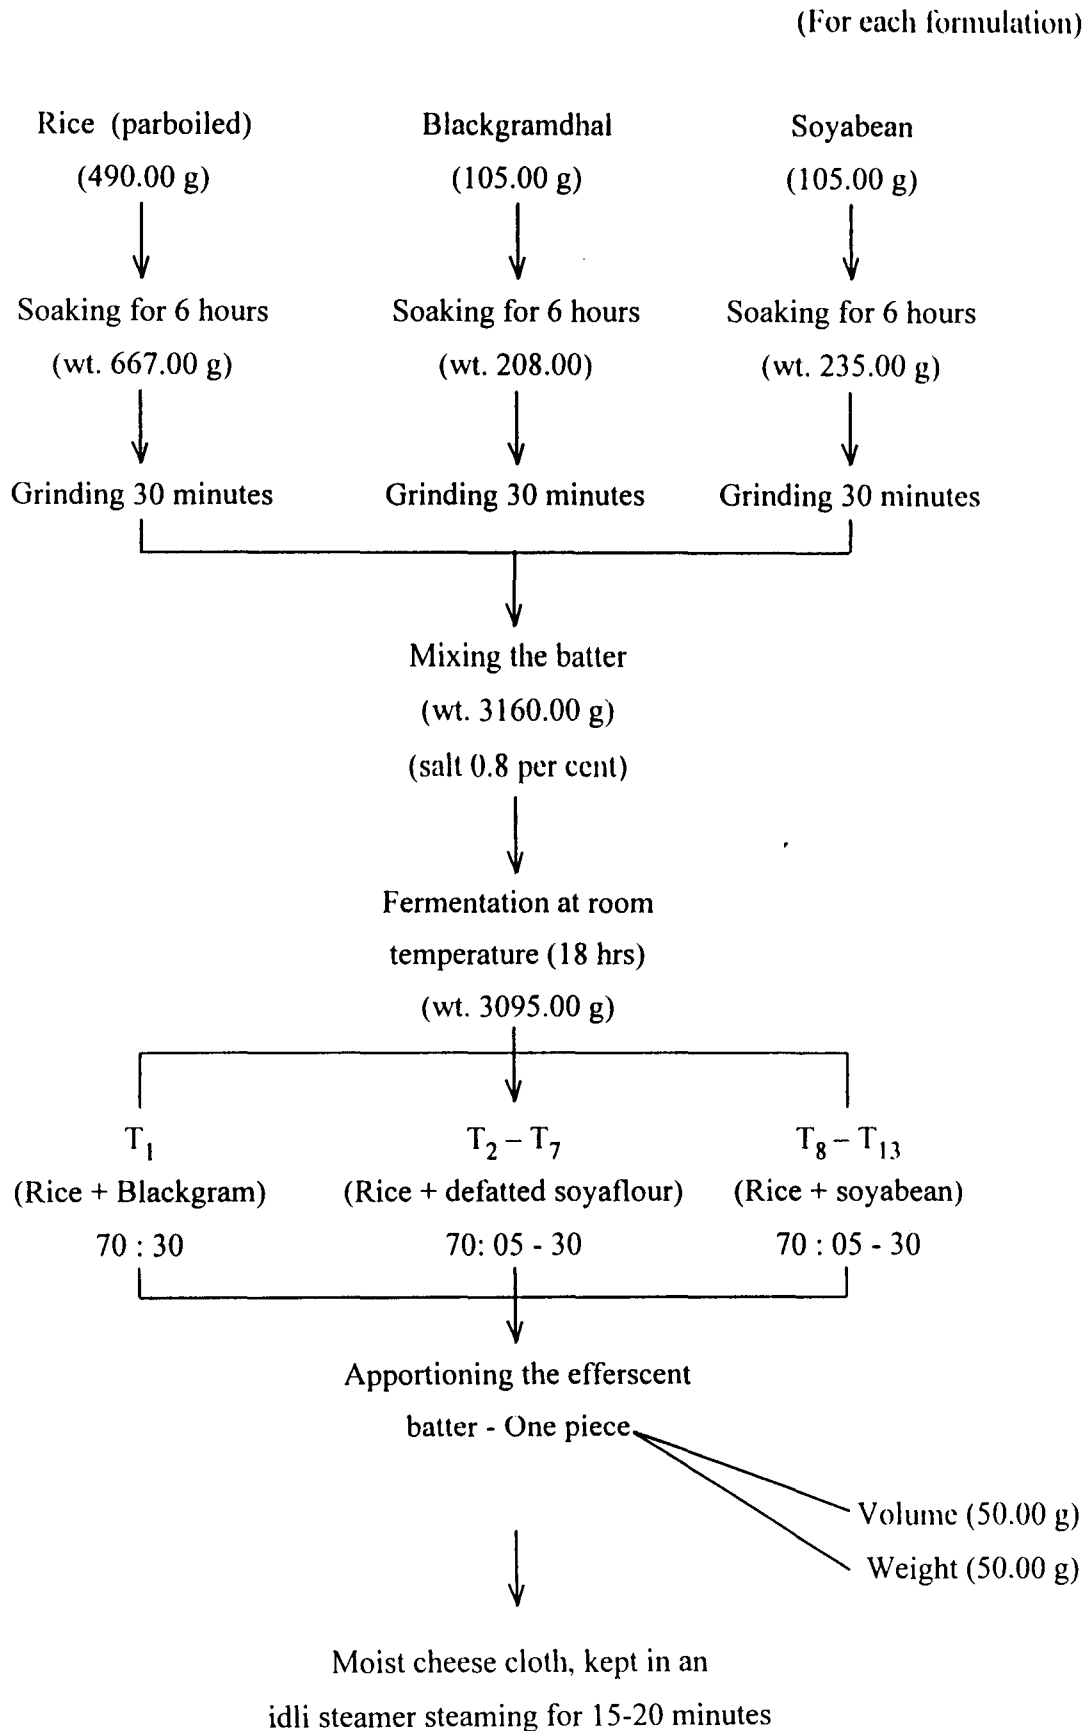 (For each formulation)
Rice (parboiled) Blackgramdhal Soyabean
(490.00 g) (105.00 g) (105.00 g)
Soaking for 6 hours Soaking for 6 hours Soaking for 6 hours
(wt. 667.00 g) (wt. 208.00) (wt. 235.00 g)
Grinding 30 minutes Grinding 30 minutes Grinding 30 minutes
Mixing the batter
(wt. 3160.00 g)
(salt 0.8 per cent)
Fermentation at room
temperature (18 hrs)
(wt. 3095.00 g)
T₁ T₂ – T₇ T₈ – T₁₃
(Rice + Blackgram) (Rice + defatted soyaflour) (Rice + soyabean)
70 : 30 70: 05 - 30 70 : 05 - 30
Apportioning the efferscent
batter - One piece
Volume (50.00 g)
Weight (50.00 g)
Moist cheese cloth, kept in an
idli steamer steaming for 15-20 minutes